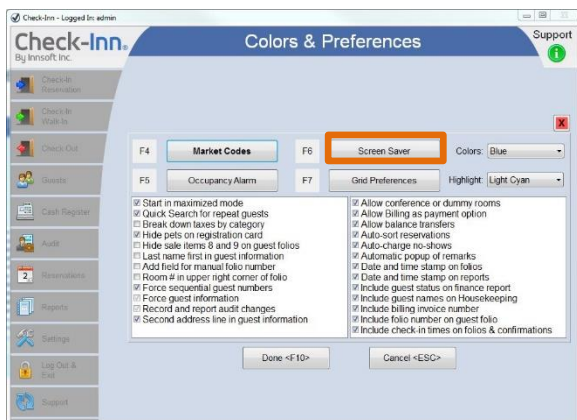 Check-Inn - Logged In: admin
Check-Inn®
By Innsoft Inc.
Colors & Preferences
Support
Check-In
Reservation
Check In
Walk-In
Check Out
Guests
Cash Register
Audit
2
Reservations
Reports
Settings
Log Out &
Exit
Support
X
F4 Market Codes F6 Screen Saver Colors: Blue
F5 Occupancy Alarm F7 Grid Preferences Highlight: Light Cyan
Start in maximized mode
Quick Search for repeat guests
Break down taxes by category
Hide pets on registration card
Hide sale items 8 and 9 on guest folios
Last name first in guest information
Add field for manual folio number
Room # in upper right corner of folio
Force sequential guest numbers
Force guest information
Record and report audit changes
Second address line in guest information
Allow conference or dummy rooms
Allow Billing as payment option
Allow balance transfers
Auto-sort reservations
Auto-charge no-shows
Automatic popup of remarks
Date and time stamp on folios
Date and time stamp on reports
Include guest status on finance report
Include guest names on Housekeeping
Include billing invoice number
Include folio number on guest folio
Include check-in times on folios & confirmations
Done <F10> Cancel <ESC>